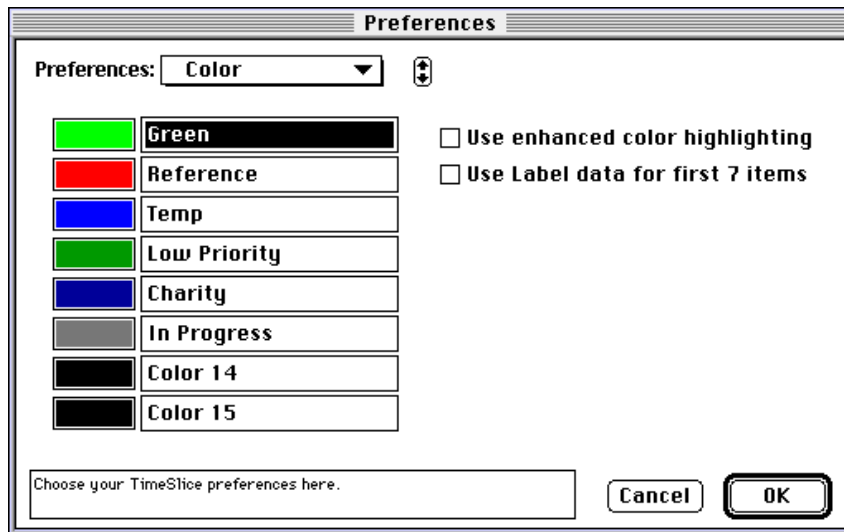 Preferences
Preferences: Color
Green
Use enhanced color highlighting
Reference
Use Label data for first 7 items
Temp
Low Priority
Charity
In Progress
Color 14
Color 15
Choose your TimeSlice preferences here.
Cancel OK